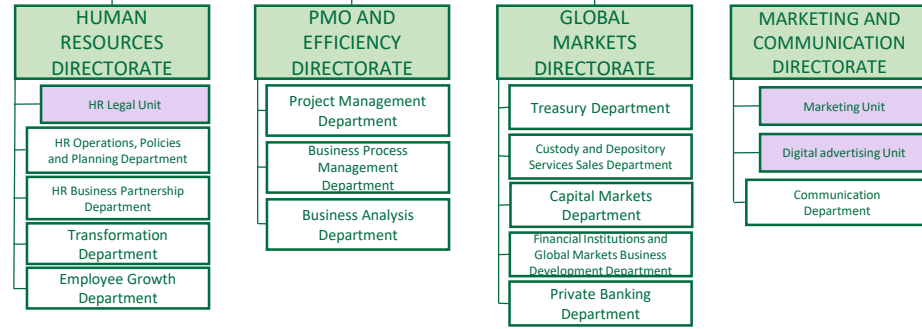 HUMAN
RESOURCES
DIRECTORATE
HR Legal Unit
HR Operations, Policies
and Planning Department
HR Business Partnership
Department
Transformation
Department
Employee Growth
Department
PMO AND
EFFICIENCY
DIRECTORATE
Project Management
Department
Business Process
Management
Department
Business Analysis
Department
GLOBAL
MARKETS
DIRECTORATE
Treasury Department
Custody and Depository
Services Sales Department
Capital Markets
Department
Financial Institutions and
Global Markets Business
Development Department
Private Banking
Department
MARKETING AND
COMMUNICATION
DIRECTORATE
Marketing Unit
Digital advertising Unit
Communication
Department